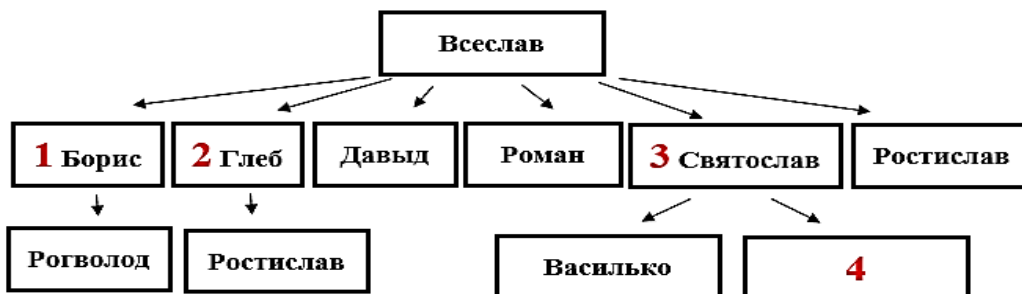 Всеслав
1 Борис
2 Глеб
Давыд
Роман
3 Святослав
Ростислав
Рогволод
Ростислав
Василько
4